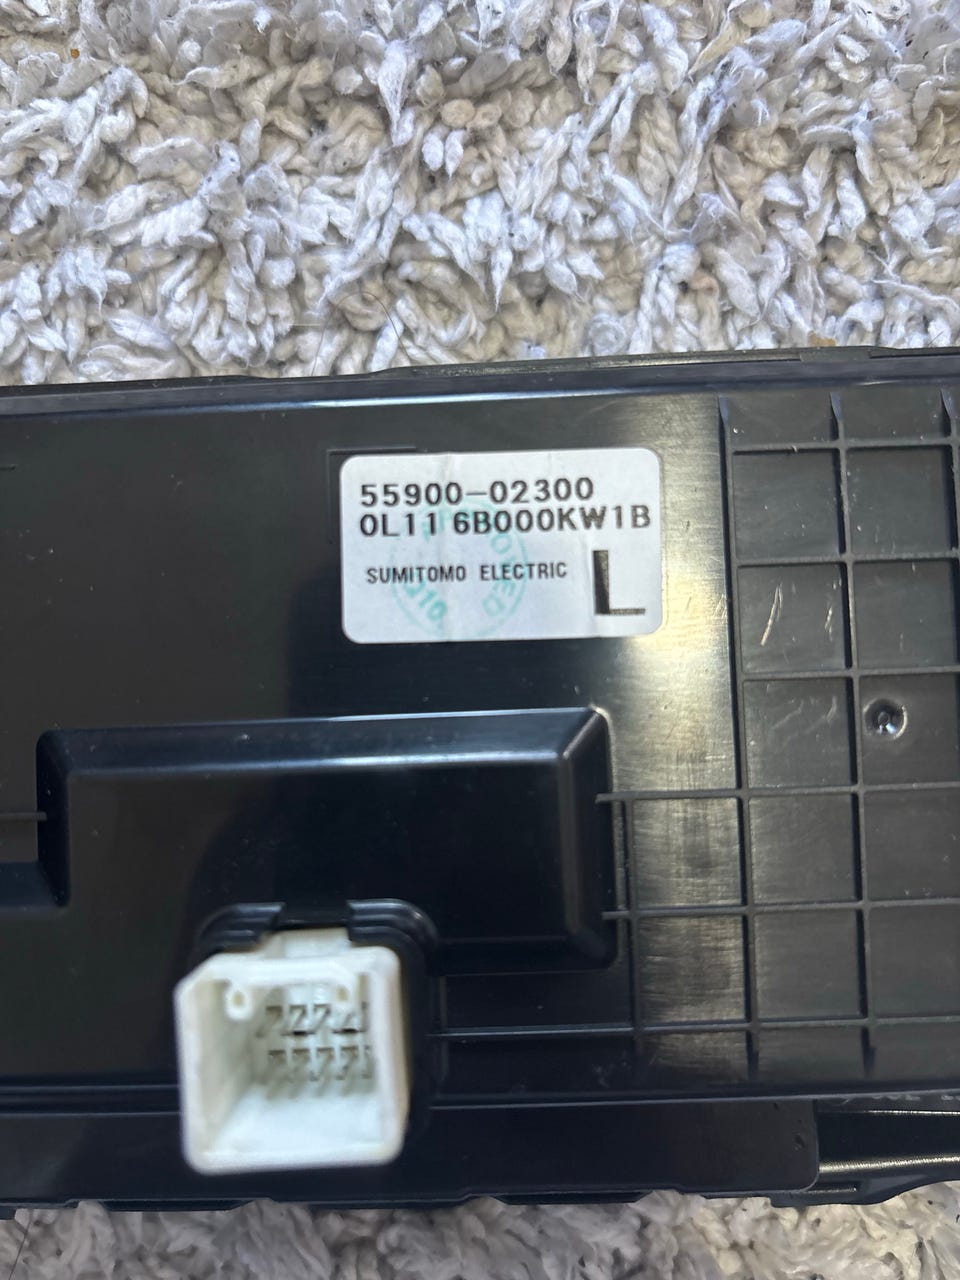 55900-02300
0L11 6B000KW1B
SUMITOMO ELECTRIC
L